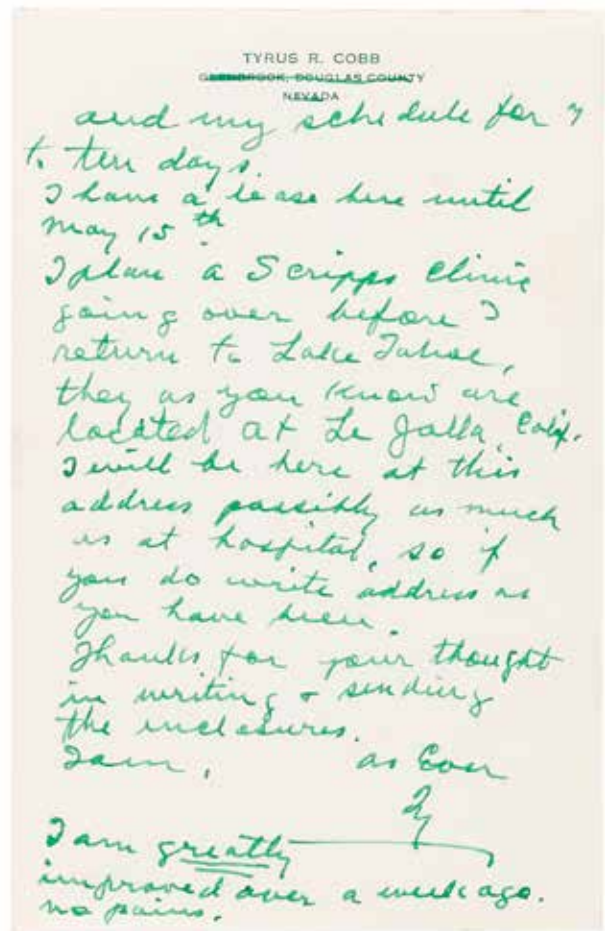 TYRUS R. COBB
GLENBROOK, DOUGLAS COUNTY
NEVADA
and my schedule for 7
to ten days.
I have a lease here until
May 15th.
I plan a Scripps Clinic
going over before I
return to Lake Tahoe,
they as you know are
located at Le Jolla, Calif.
I will be here at this
address possibly as much
as at hospital, so if
you do write address as
you have been.
Thanks for your thought
in writing & sending
the inclosures.
I am, as Ever
Ty
I am greatly
improved over a week ago.
no pains.